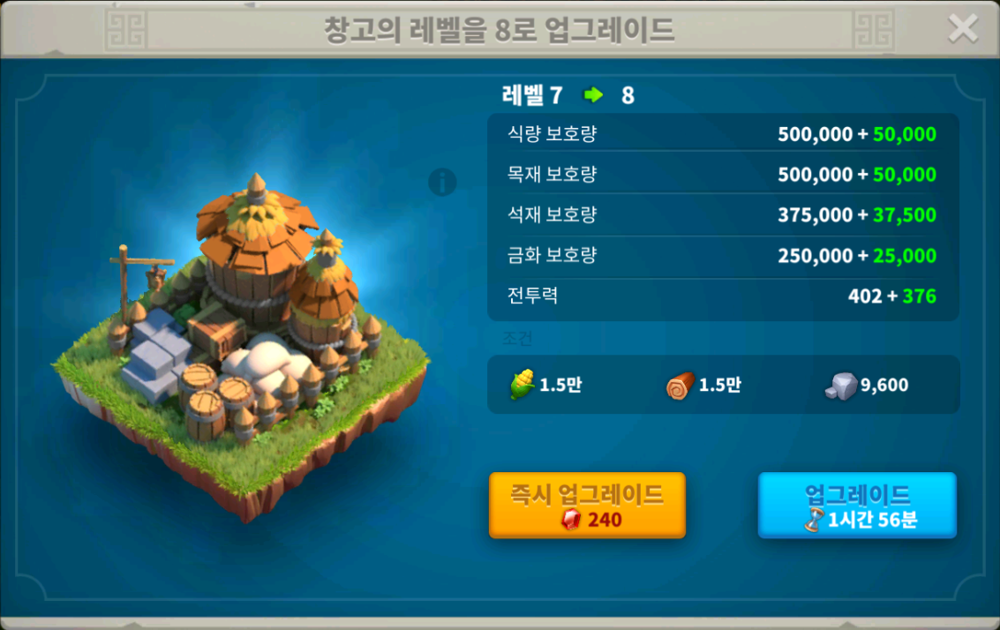 창고의 레벨을 8로 업그레이드
레벨 7 8
식량 보호량 500,000 + 50,000
목재 보호량 500,000 + 50,000
석재 보호량 375,000 + 37,500
금화 보호량 250,000 + 25,000
전투력 402 + 376
조건
1.5만 1.5만 9,600
즉시 업그레이드 업그레이드
240 1시간 56분